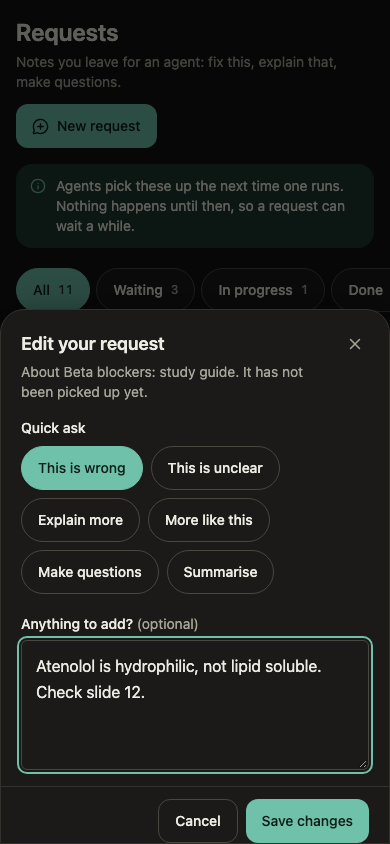 Requests
Notes you leave for an agent: fix this, explain that,
make questions.
New request
Agents pick these up the next time one runs.
Nothing happens until then, so a request can
wait a while.
All 11 Waiting 3 In progress 1 Done
Edit your request
About Beta blockers: study guide. It has not
been picked up yet.
Quick ask
This is wrong This is unclear
Explain more More like this
Make questions Summarise
Anything to add? (optional)
Atenolol is hydrophilic, not lipid soluble.
Check slide 12.
Cancel Save changes